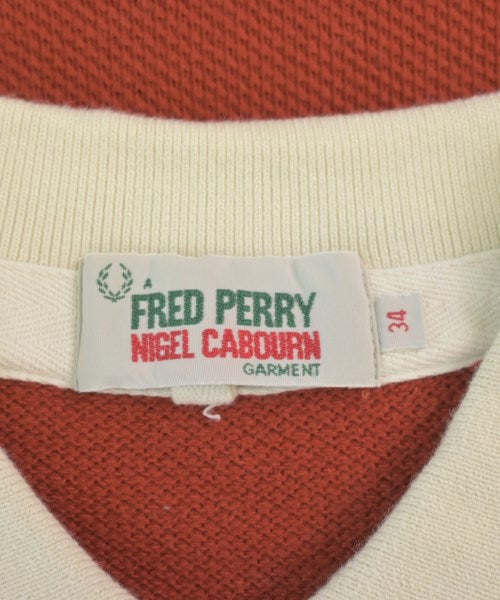 A
FRED PERRY
NIGEL CABOURN
GARMENT
34